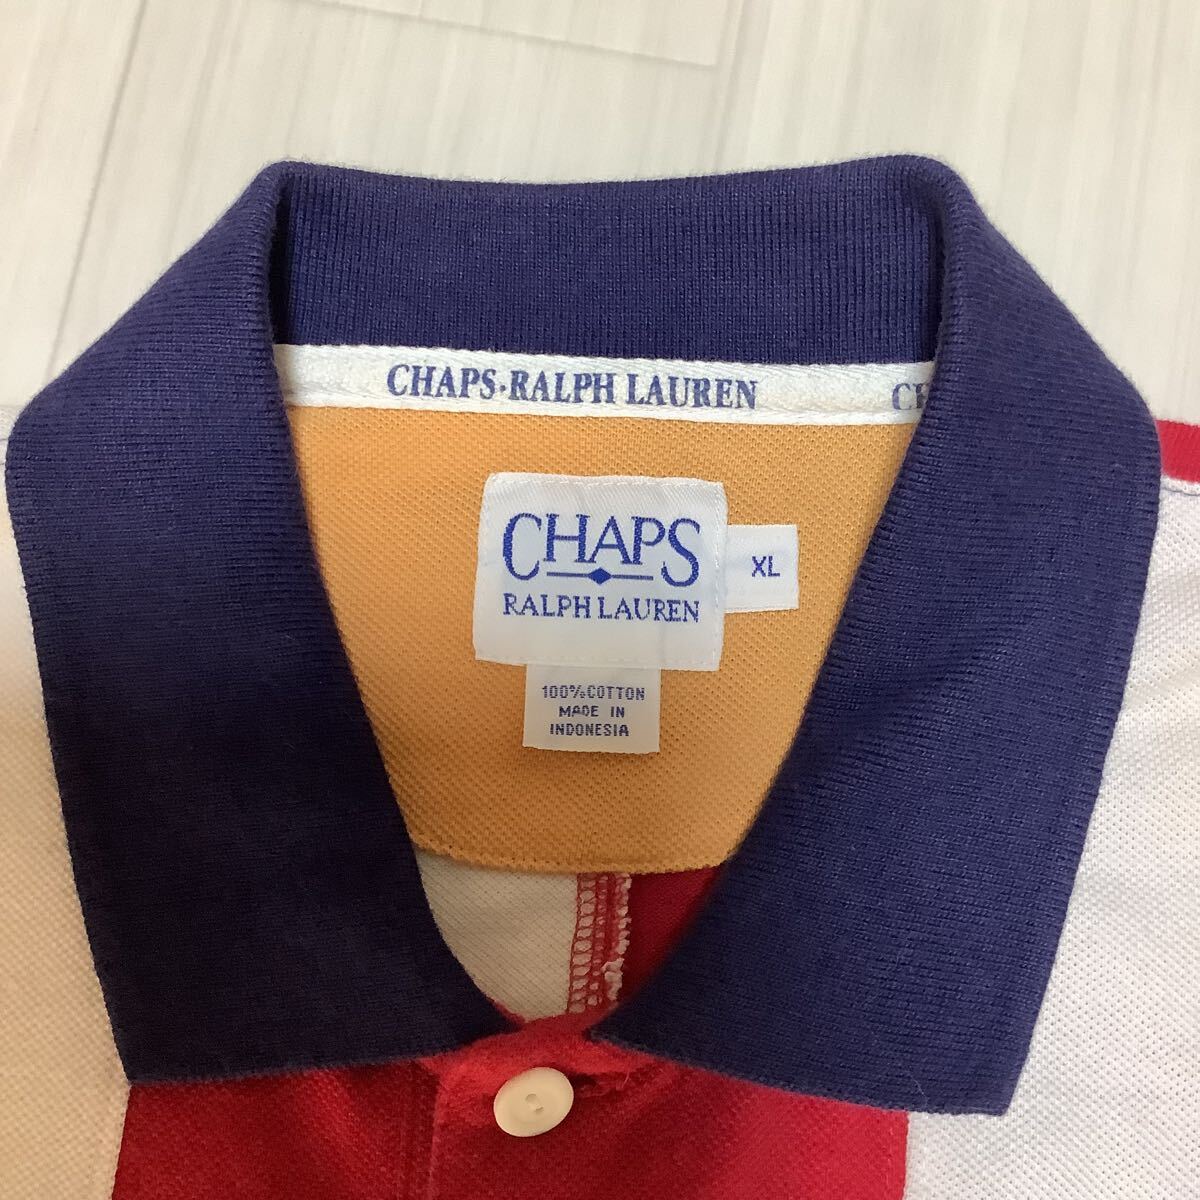 CHAPS·RALPH LAUREN
CHAPS
RALPH LAUREN
XL
100%COTTON
MADE IN
INDONESIA